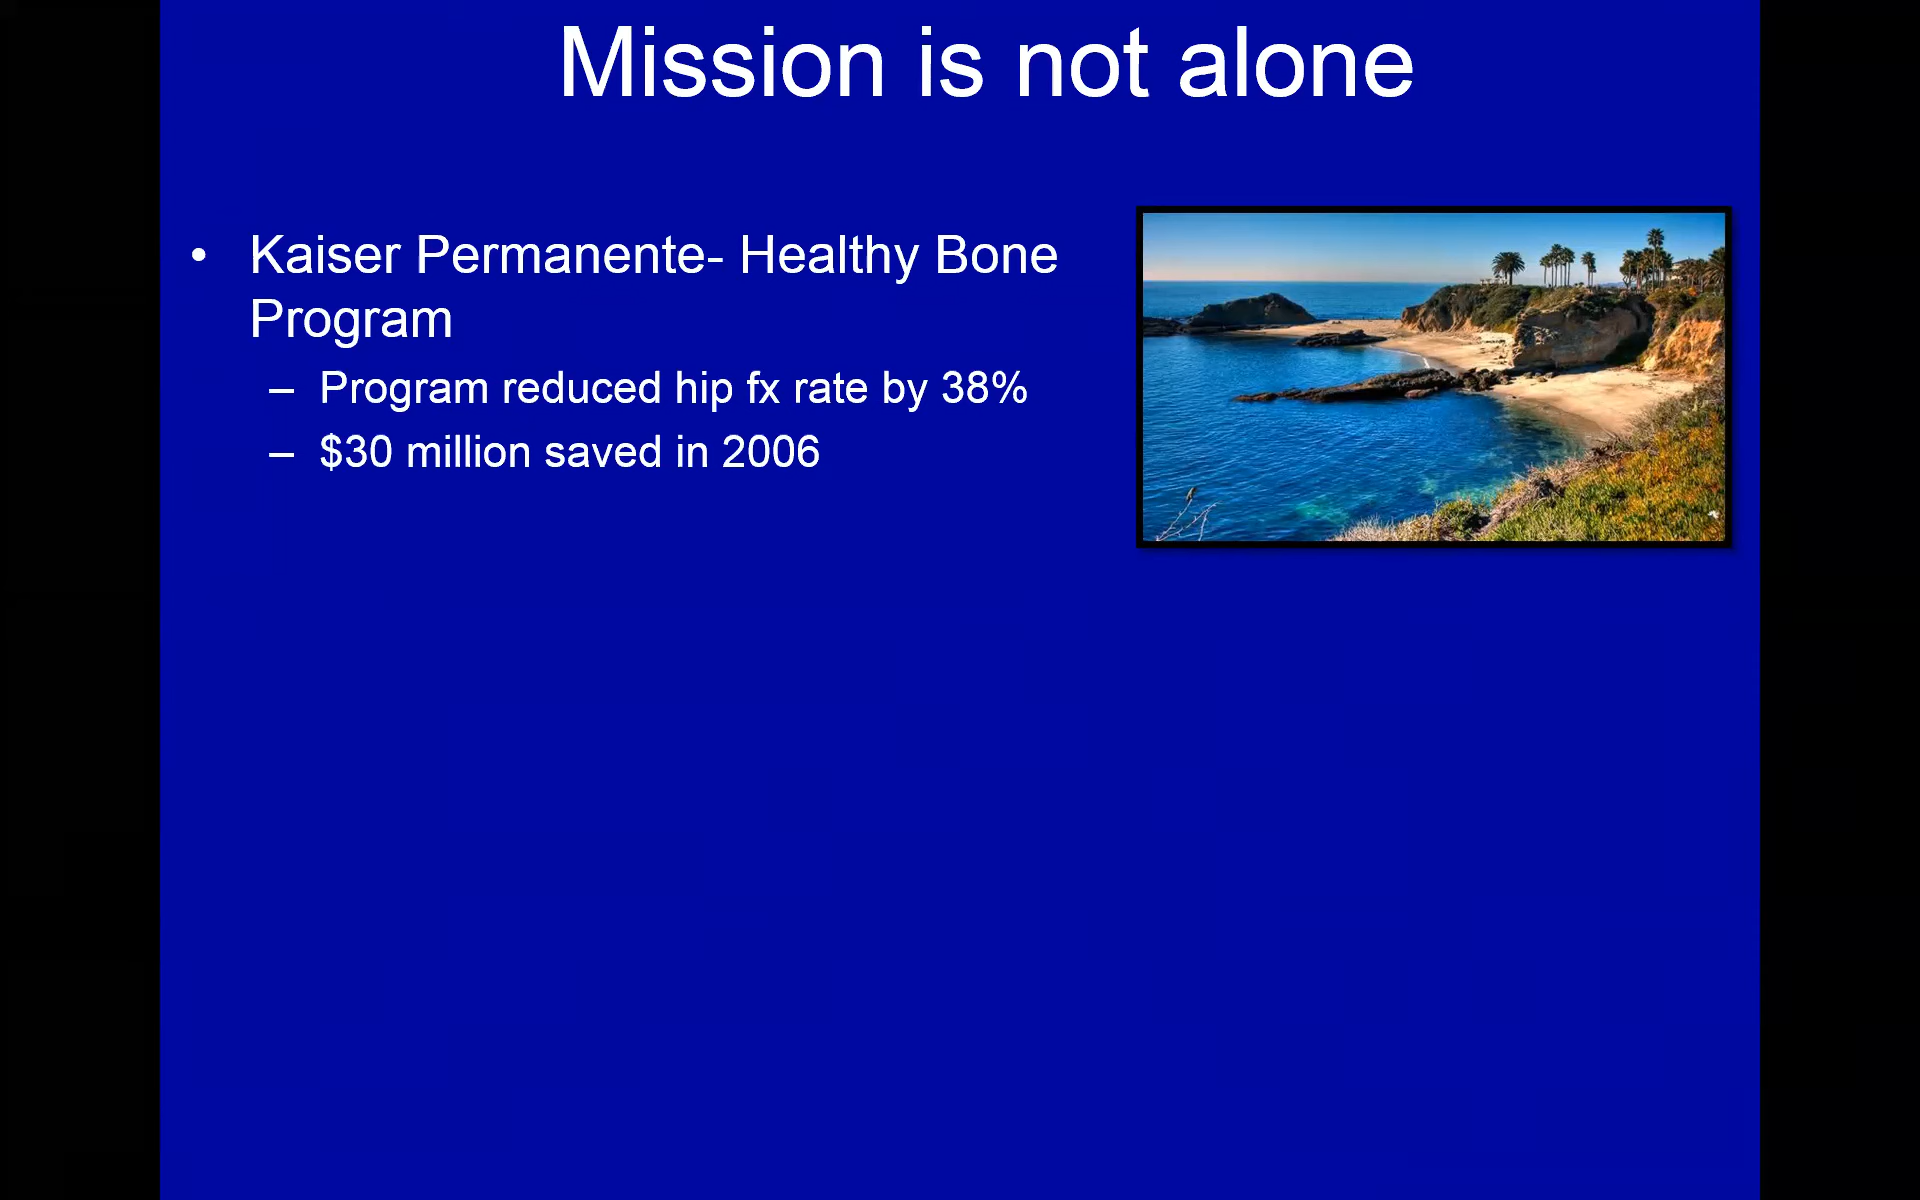 Mission is not alone
• Kaiser Permanente- Healthy Bone
Program
– Program reduced hip fx rate by 38%
– $30 million saved in 2006